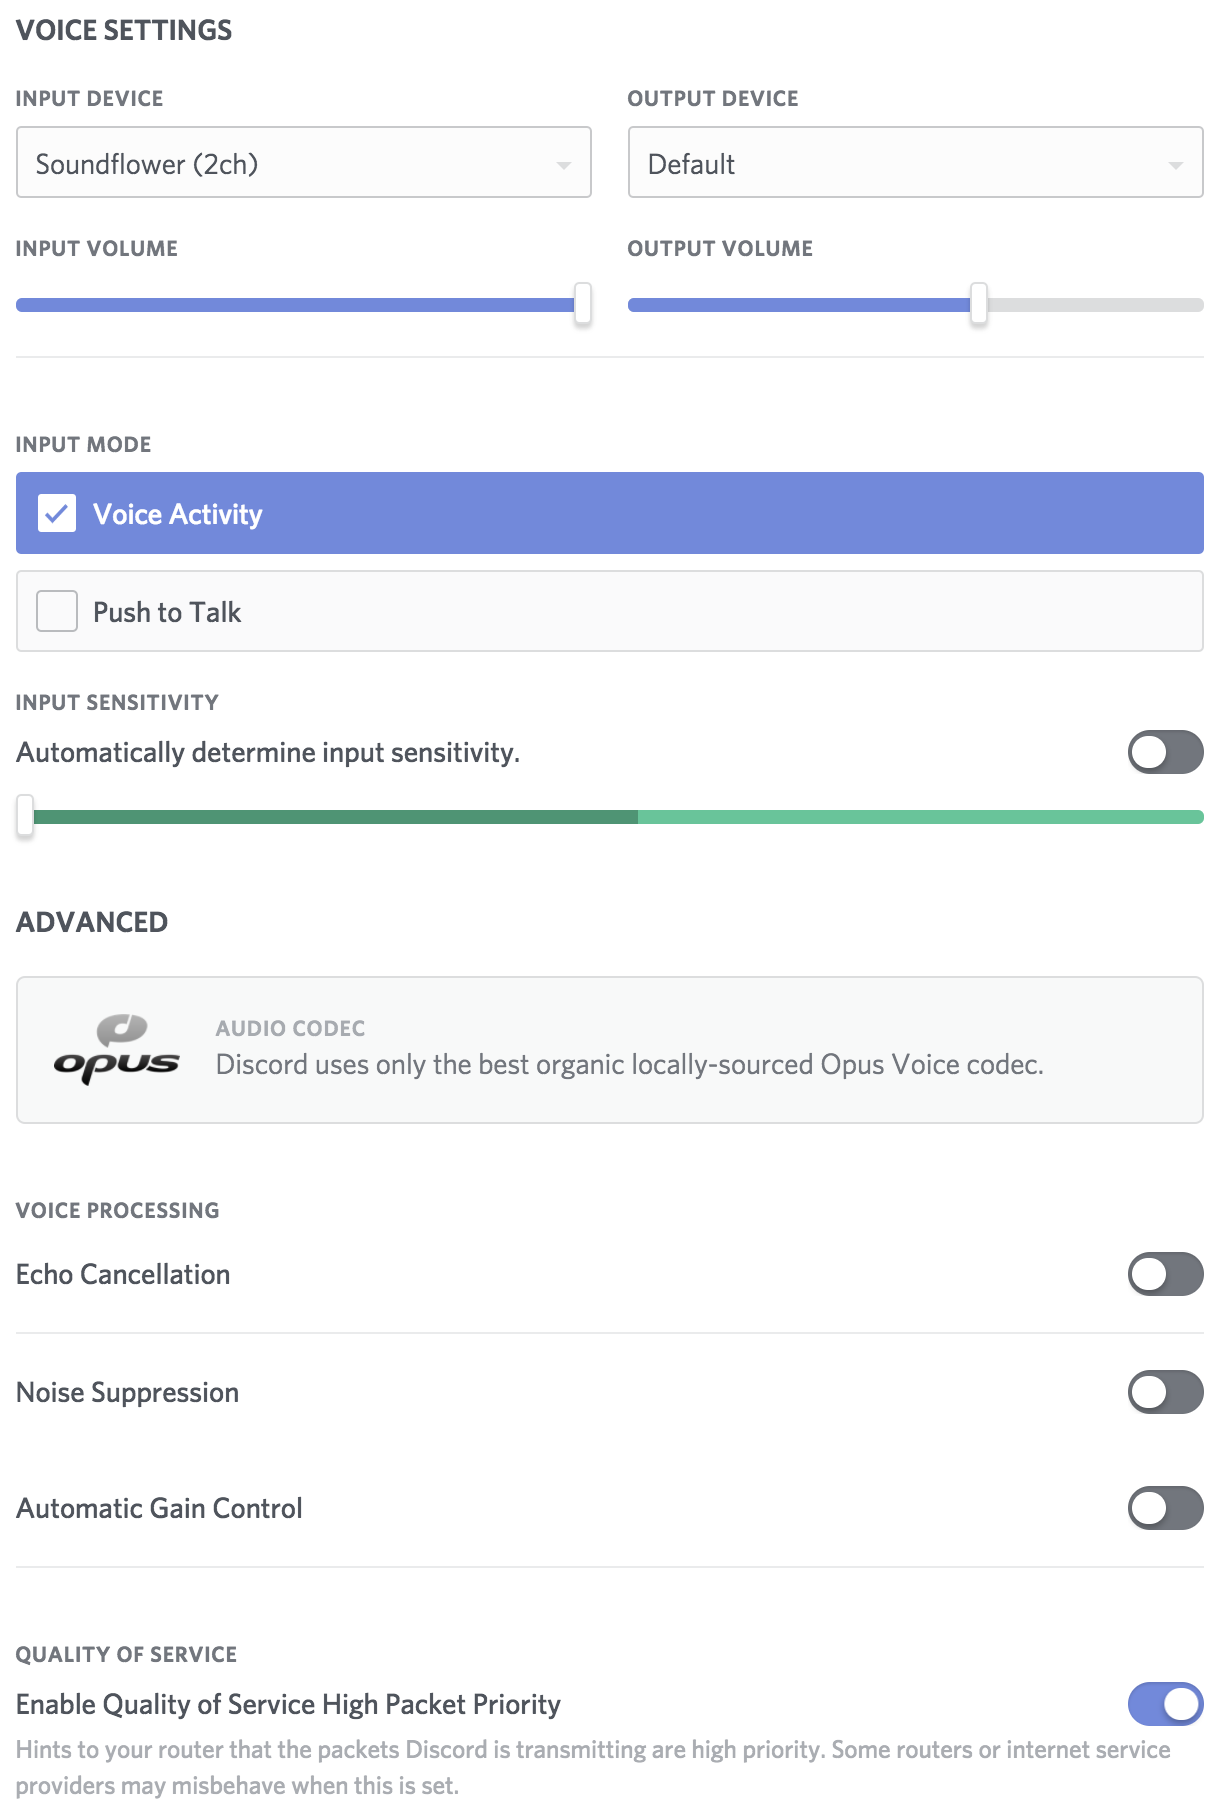 VOICE SETTINGS
INPUT DEVICE
OUTPUT DEVICE
Soundflower (2ch)
Default
INPUT VOLUME
OUTPUT VOLUME
INPUT MODE
Voice Activity
Push to Talk
INPUT SENSITIVITY
Automatically determine input sensitivity.
ADVANCED
opus
AUDIO CODEC
Discord uses only the best organic locally-sourced Opus Voice codec.
VOICE PROCESSING
Echo Cancellation
Noise Suppression
Automatic Gain Control
QUALITY OF SERVICE
Enable Quality of Service High Packet Priority
Hints to your router that the packets Discord is transmitting are high priority. Some routers or internet service
providers may misbehave when this is set.